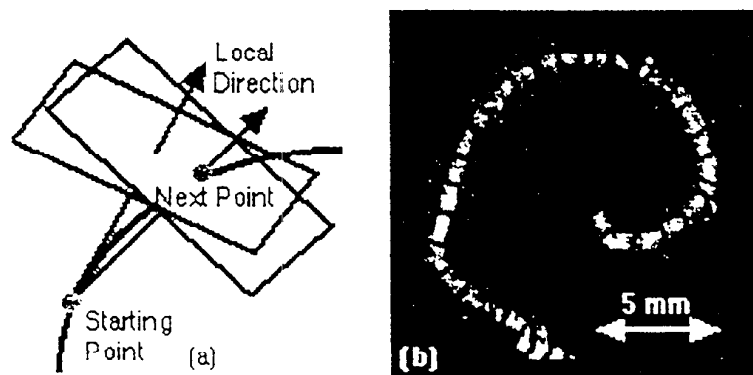 Local
Direction
Next Point
Starting
Point
(a)
5 mm
(b)